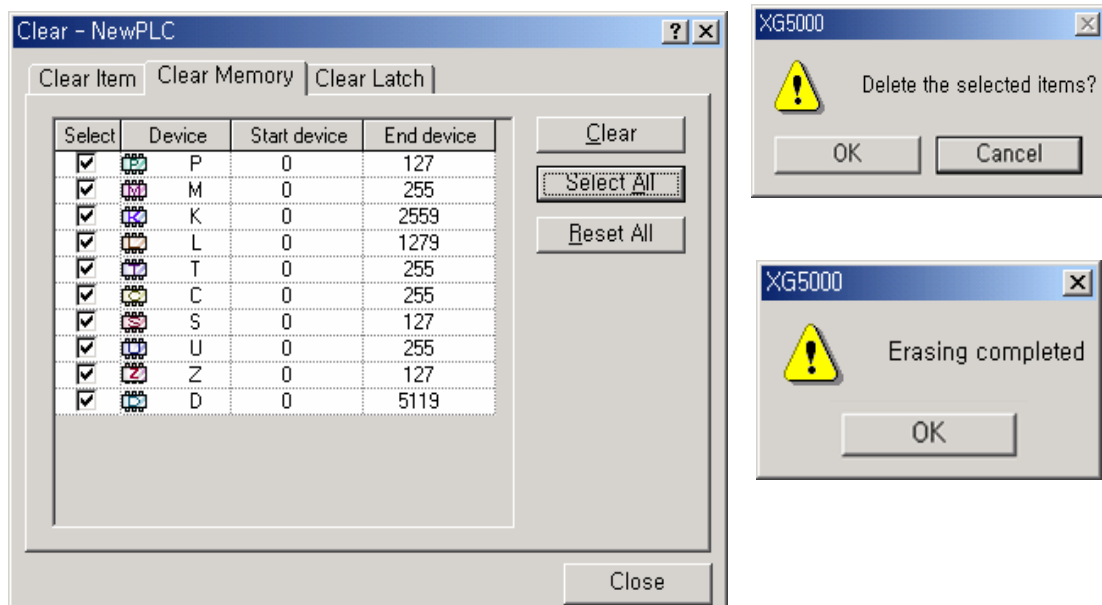 Clear - NewPLC
Clear Item Clear Memory Clear Latch
Select Device Start device End device
P 0 127
M 0 255
K 0 2559
L 0 1279
T 0 255
C 0 255
S 0 127
U 0 255
Z 0 127
D 0 5119
Clear
Select All
Reset All
Close
XG5000
Delete the selected items?
OK Cancel
XG5000
Erasing completed
OK